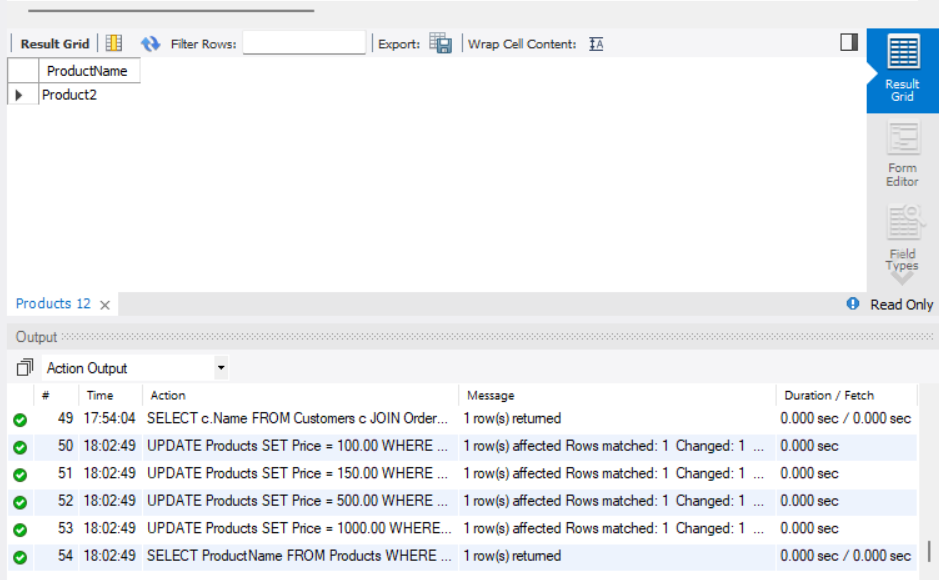 Result Grid Filter Rows: Export: Wrap Cell Content: IA
ProductName
Product2
Result Grid
Form Editor
Field Types
Products 12 × Read Only
Output
Action Output
# Time Action Message Duration / Fetch
49 17:54:04 SELECT c.Name FROM Customers c JOIN Order... 1 row(s) returned 0.000 sec / 0.000 sec
50 18:02:49 UPDATE Products SET Price = 100.00 WHERE ... 1 row(s) affected Rows matched: 1 Changed: 1 ... 0.000 sec
51 18:02:49 UPDATE Products SET Price = 150.00 WHERE ... 1 row(s) affected Rows matched: 1 Changed: 1 ... 0.000 sec
52 18:02:49 UPDATE Products SET Price = 500.00 WHERE ... 1 row(s) affected Rows matched: 1 Changed: 1 ... 0.000 sec
53 18:02:49 UPDATE Products SET Price = 1000.00 WHERE... 1 row(s) affected Rows matched: 1 Changed: 1 ... 0.000 sec
54 18:02:49 SELECT ProductName FROM Products WHERE ... 1 row(s) returned 0.000 sec / 0.000 sec